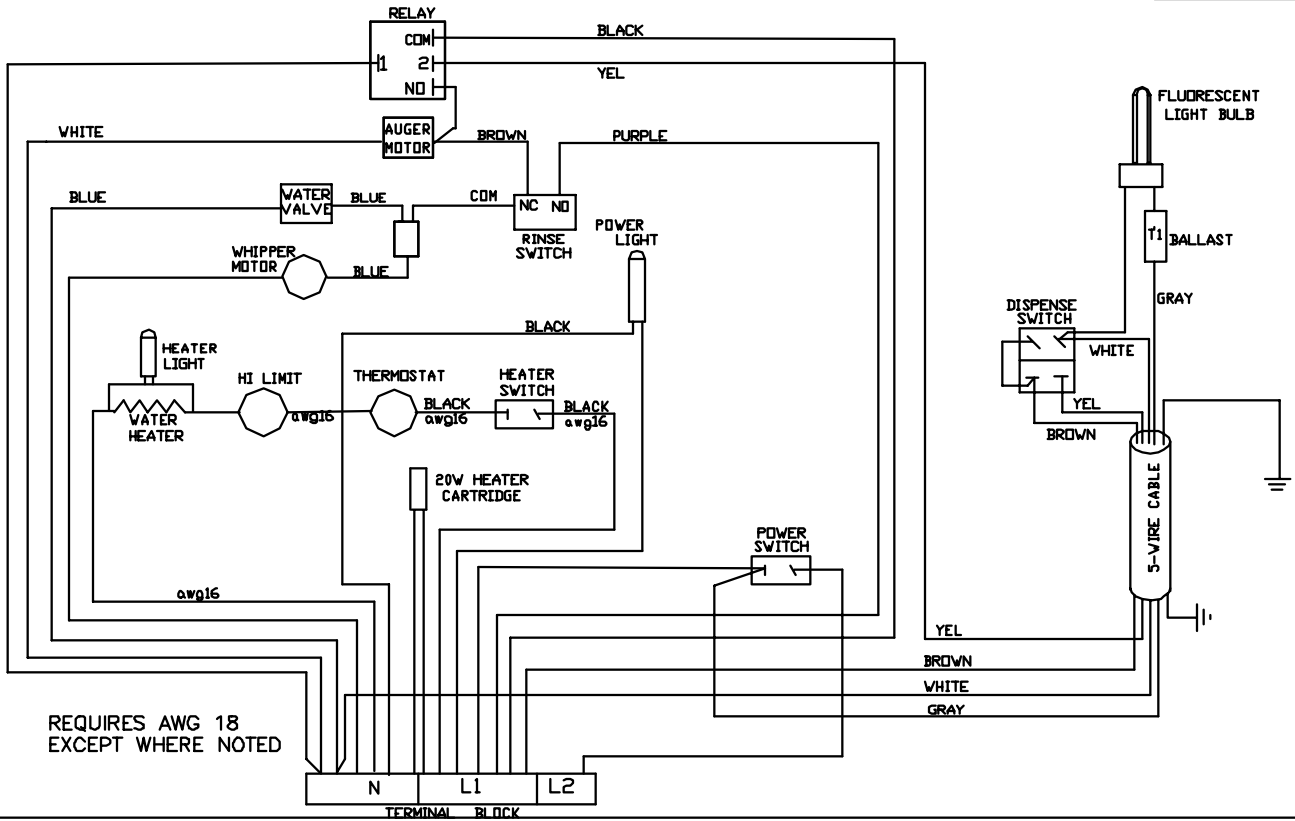 RELAY
COM
BLACK
1
2
YEL
NO
WHITE
AUGER
MOTOR
BROWN
PURPLE
FLUORESCENT
LIGHT BULB
BLUE
WATER
VALVE
BLUE
COM
NC NO
RINSE
SWITCH
POWER
LIGHT
T1
BALLAST
WHIPPER
MOTOR
BLUE
GRAY
DISPENSE
SWITCH
BLACK
WHITE
HEATER
LIGHT
HI LIMIT
THERMOSTAT
HEATER
SWITCH
WATER
HEATER
awg16
BLACK
awg16
BLACK
awg16
YEL
BROWN
20W HEATER
CARTRIDGE
5-WIRE CABLE
POWER
SWITCH
awg16
YEL
BROWN
WHITE
GRAY
REQUIRES AWG 18
EXCEPT WHERE NOTED
N
L1
L2
TERMINAL BLOCK